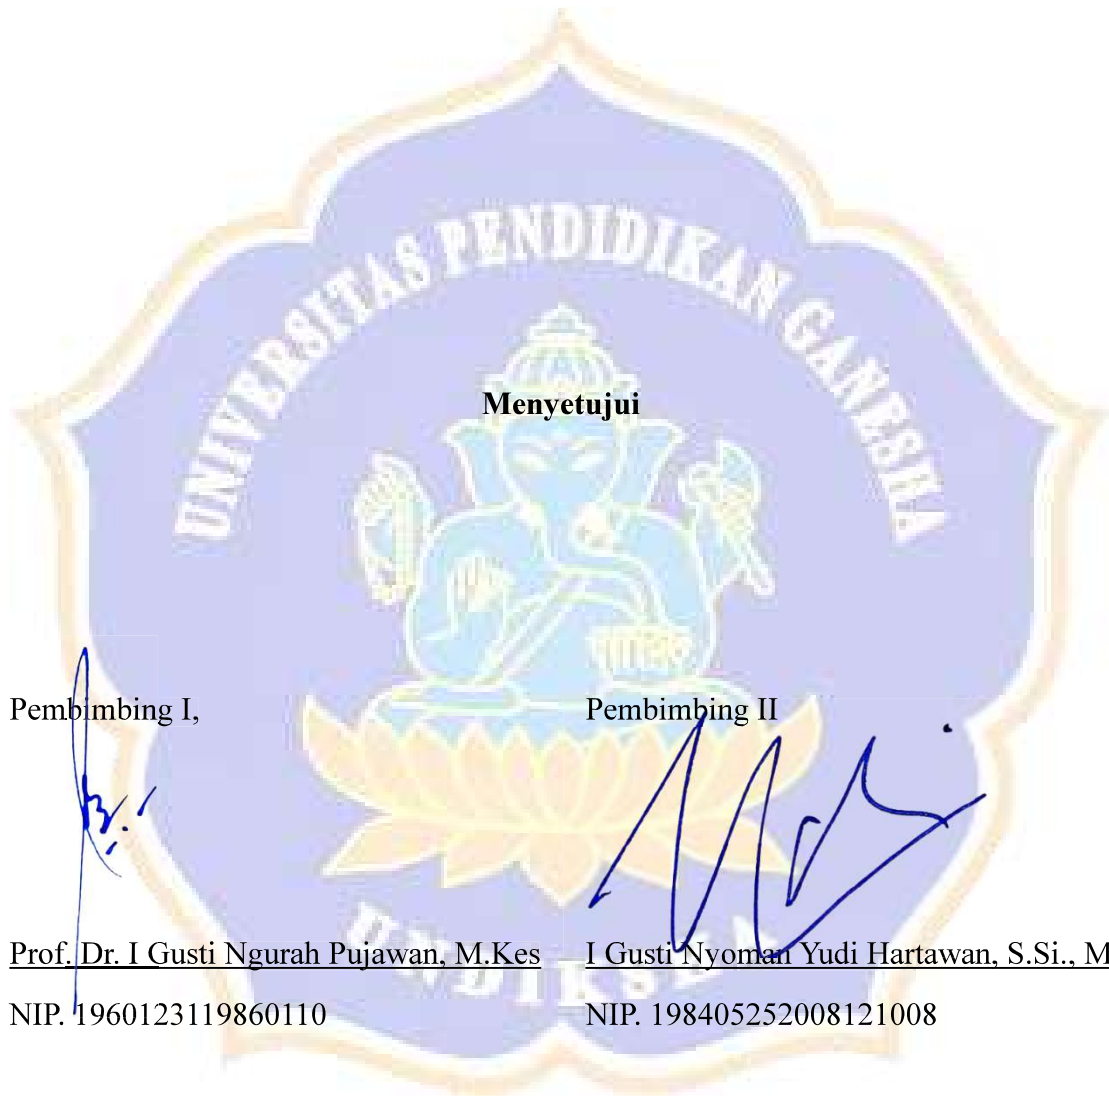 UNIVERSITAS PENDIDIKAN GANESHA
Menyetujui
Pembimbing I,
Pembimbing II
Prof. Dr. I Gusti Ngurah Pujawan, M.Kes
I Gusti Nyoman Yudi Hartawan, S.Si., M
NIP. 1960123119860110
NIP. 198405252008121008
UNDIKSHA